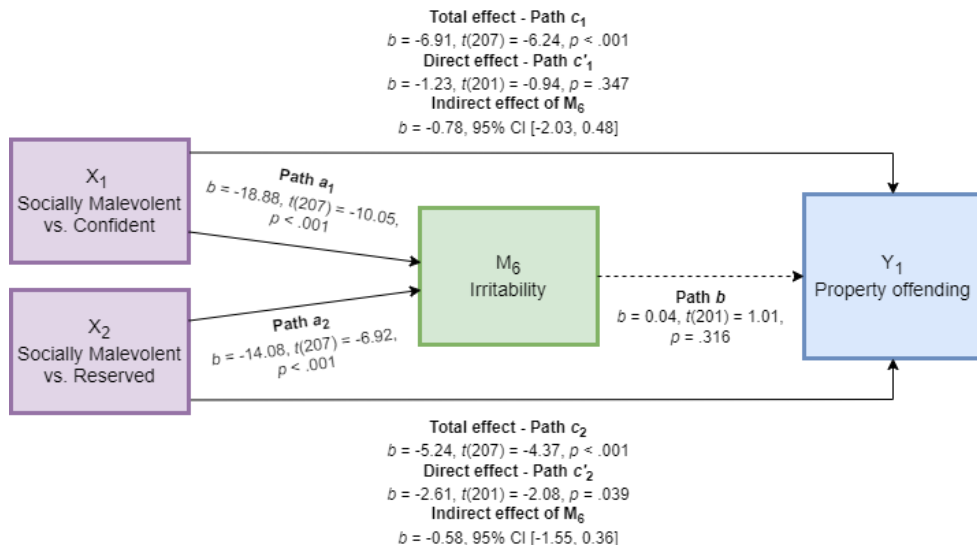 Total effect - Path c1
b = -6.91, t(207) = -6.24, p < .001
Direct effect - Path c'1
b = -1.23, t(201) = -0.94, p = .347
Indirect effect of M6
b = -0.78, 95% CI [-2.03, 0.48]
X1
Socially Malevolent
vs. Confident
Path a1
b = -18.88, t(207) = -10.05,
p < .001
M6
Irritability
Y1
Property offending
Path b
b = 0.04, t(201) = 1.01,
p = .316
X2
Socially Malevolent
vs. Reserved
Path a2
b = -14.08, t(207) = -6.92,
p < .001
Total effect - Path c2
b = -5.24, t(207) = -4.37, p < .001
Direct effect - Path c'2
b = -2.61, t(201) = -2.08, p = .039
Indirect effect of M6
b = -0.58, 95% CI [-1.55, 0.36]